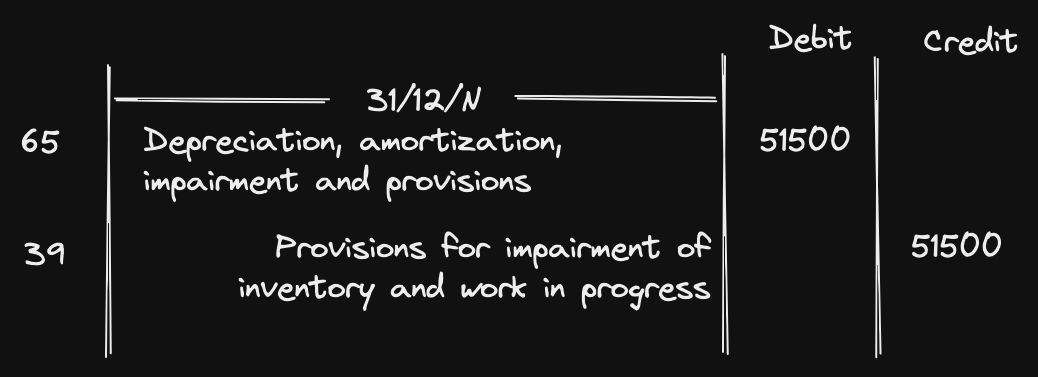 Debit Credit
31/12/N
65 Depreciation, amortization, 51500
impairment and provisions
39 Provisions for impairment of 51500
inventory and work in progress